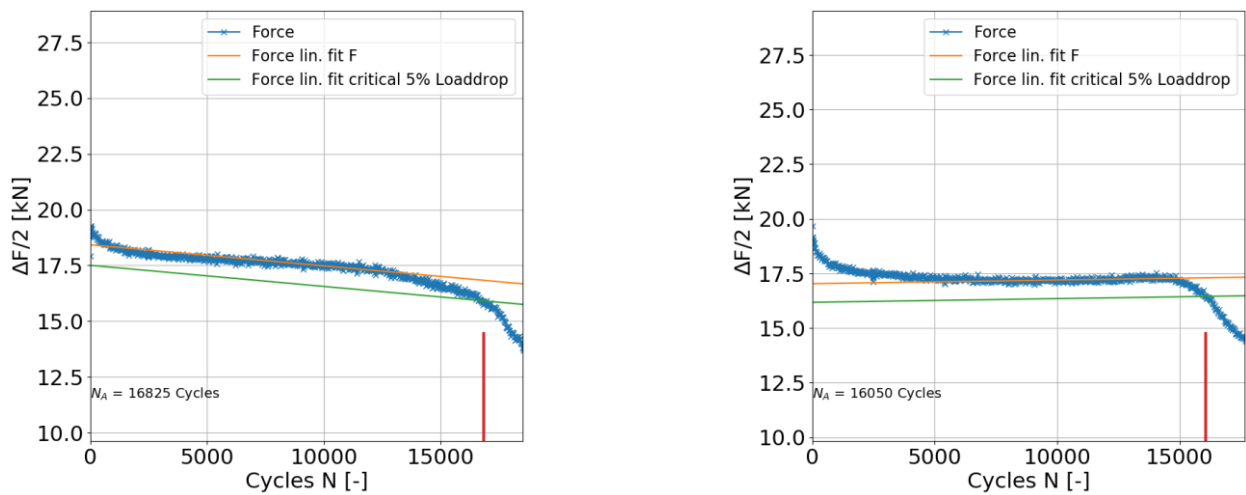 Force
Force lin. fit F
Force lin. fit critical 5% Loaddrop
27.5
25.0
22.5
20.0
17.5
15.0
12.5
10.0
ΔF/2 [kN]
N_A = 16825 Cycles
0
5000
10000
15000
Cycles N [-]
Force
Force lin. fit F
Force lin. fit critical 5% Loaddrop
27.5
25.0
22.5
20.0
17.5
15.0
12.5
10.0
ΔF/2 [kN]
N_A = 16050 Cycles
0
5000
10000
15000
Cycles N [-]